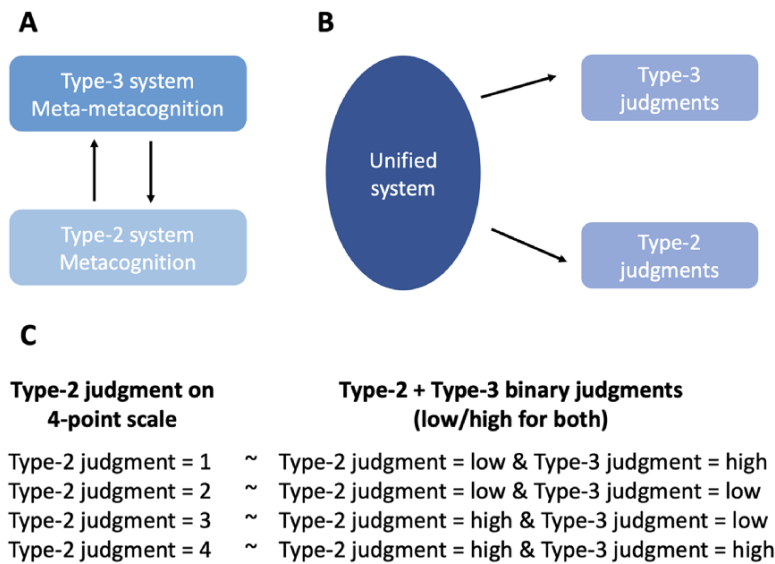 A
Type-3 system
Meta-metacognition
Type-2 system
Metacognition
B
Unified
system
Type-3
judgments
Type-2
judgments
C
Type-2 judgment on
4-point scale
Type-2 + Type-3 binary judgments
(low/high for both)
Type-2 judgment = 1 ~ Type-2 judgment = low & Type-3 judgment = high
Type-2 judgment = 2 ~ Type-2 judgment = low & Type-3 judgment = low
Type-2 judgment = 3 ~ Type-2 judgment = high & Type-3 judgment = low
Type-2 judgment = 4 ~ Type-2 judgment = high & Type-3 judgment = high